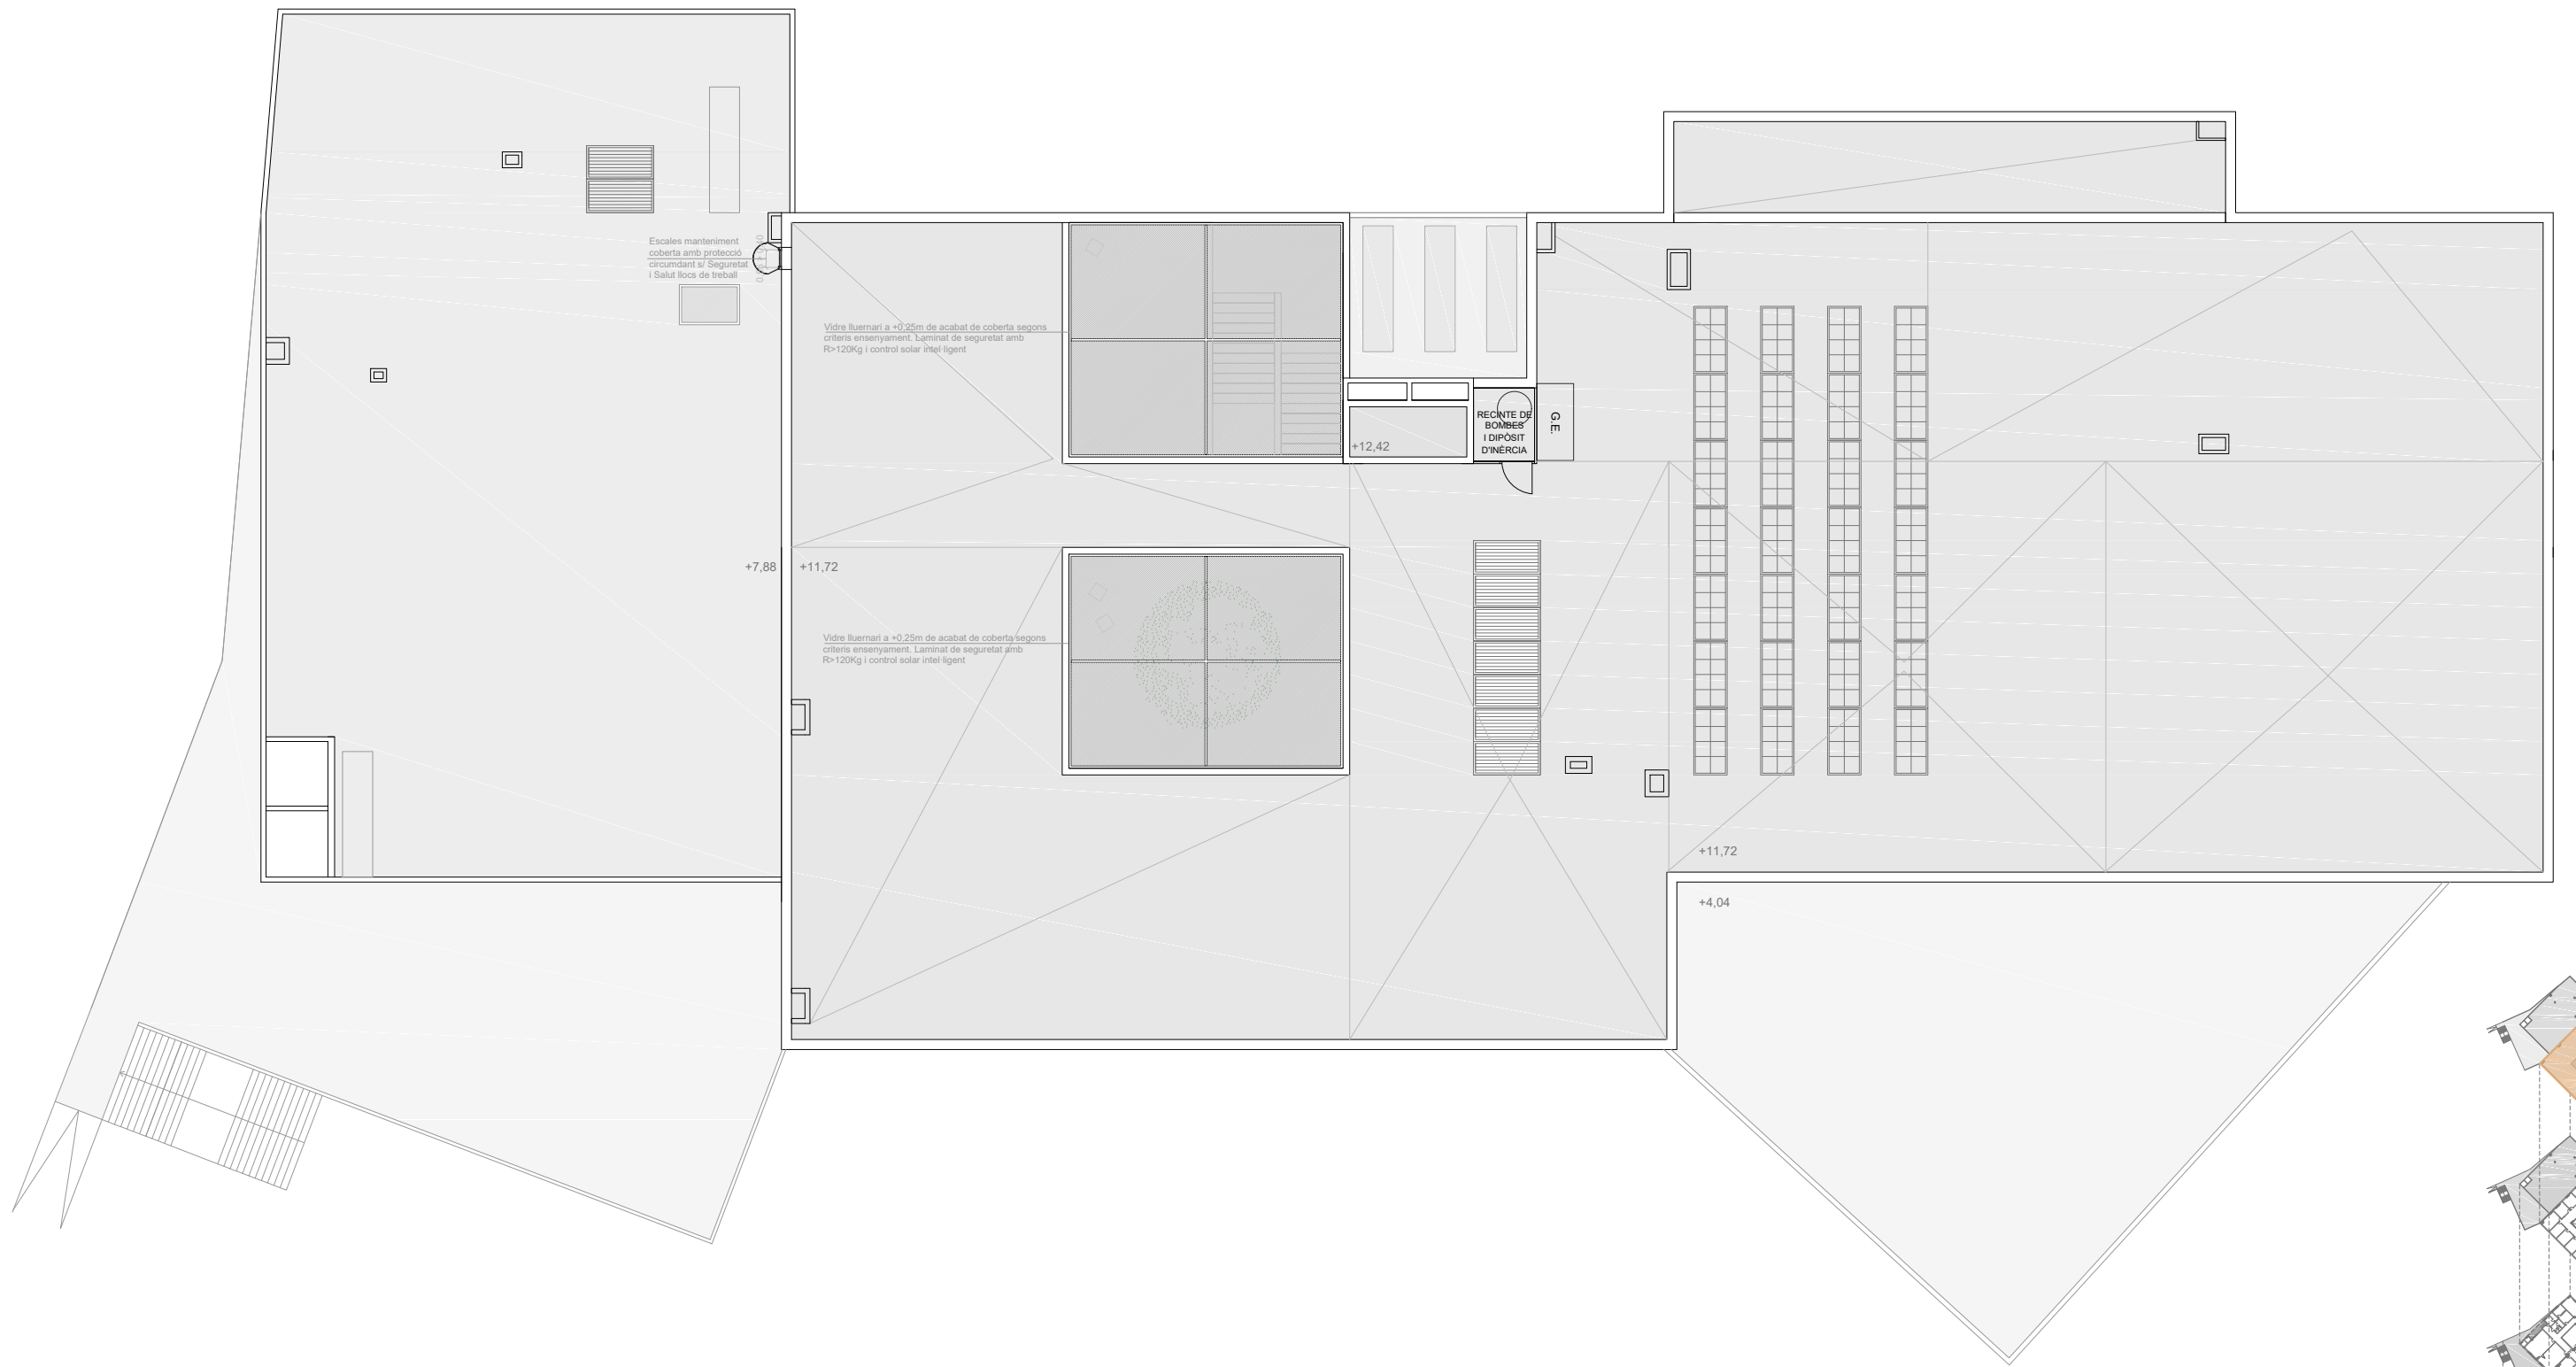 Escales manteniment
coberta amb protecció
circumdant s/ Seguretat
i Salut llocs de treball
Vidre lluernari a +0,25m de acabat de coberta segons
criteris ensenyament. Laminat de seguretat amb
R>120Kg i control solar intel·ligent
+12,42
RECINTE DE
BOMBES
I DIPÒSIT
D'INÈRCIA
G.E.
+7,88
+11,72
Vidre lluernari a +0,25m de acabat de coberta segons
criteris ensenyament. Laminat de seguretat amb
R>120Kg i control solar intel·ligent
+11,72
+4,04